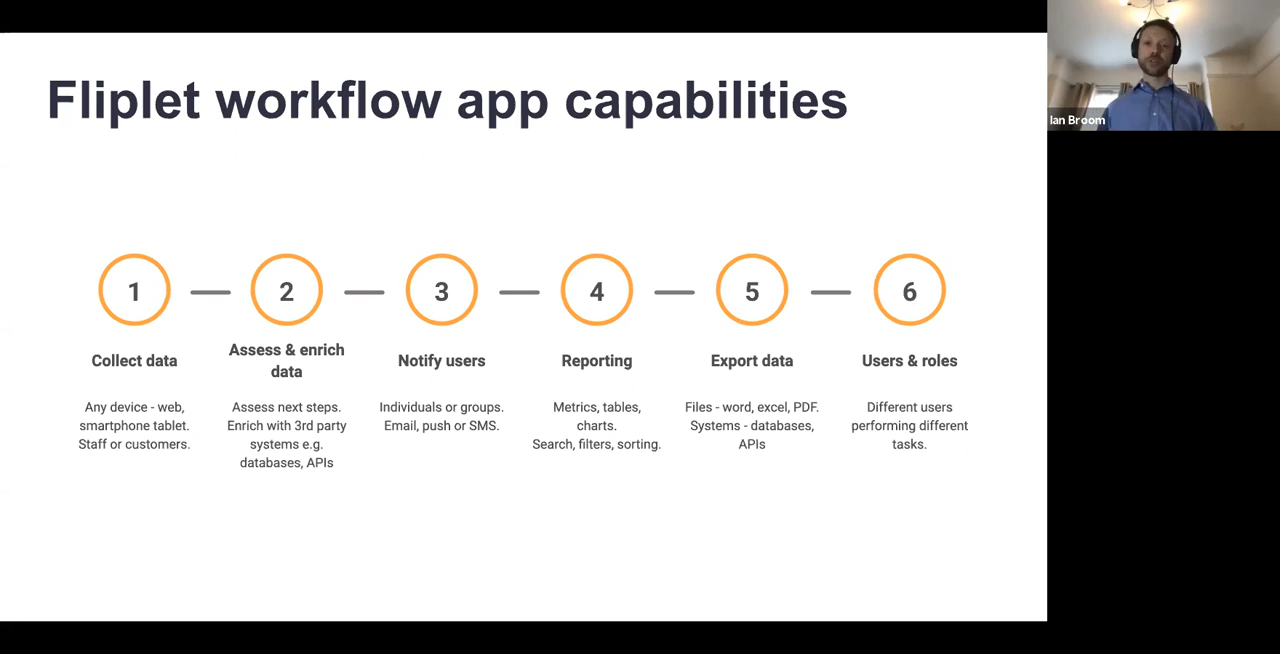 Fliplet workflow app capabilities
Ian Broom
1
2
3
4
5
6
Collect data
Assess & enrich
data
Notify users
Reporting
Export data
Users & roles
Any device - web,
smartphone tablet.
Staff or customers.
Assess next steps.
Enrich with 3rd party
systems e.g.
databases, APIs
Individuals or groups.
Email, push or SMS.
Metrics, tables,
charts.
Search, filters, sorting.
Files - word, excel, PDF.
Systems - databases,
APIs
Different users
performing different
tasks.